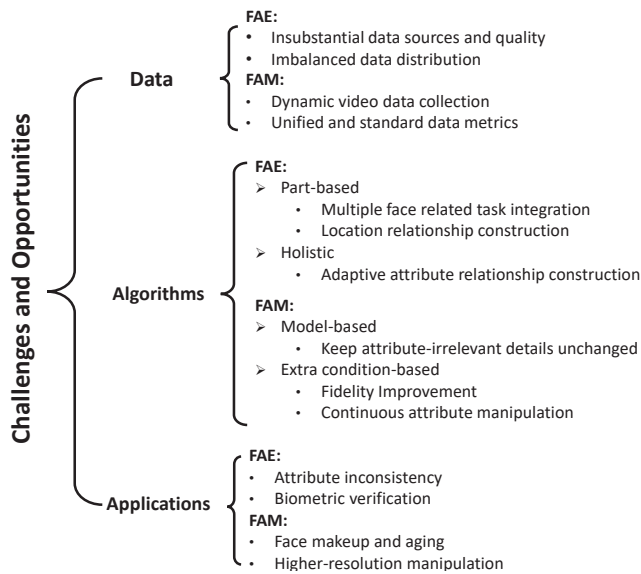 Challenges and Opportunities
Data
FAE:
• Insubstantial data sources and quality
• Imbalanced data distribution
FAM:
• Dynamic video data collection
• Unified and standard data metrics
Algorithms
FAE:
➢ Part-based
• Multiple face related task integration
• Location relationship construction
➢ Holistic
• Adaptive attribute relationship construction
FAM:
➢ Model-based
• Keep attribute-irrelevant details unchanged
➢ Extra condition-based
• Fidelity Improvement
• Continuous attribute manipulation
Applications
FAE:
• Attribute inconsistency
• Biometric verification
FAM:
• Face makeup and aging
• Higher-resolution manipulation